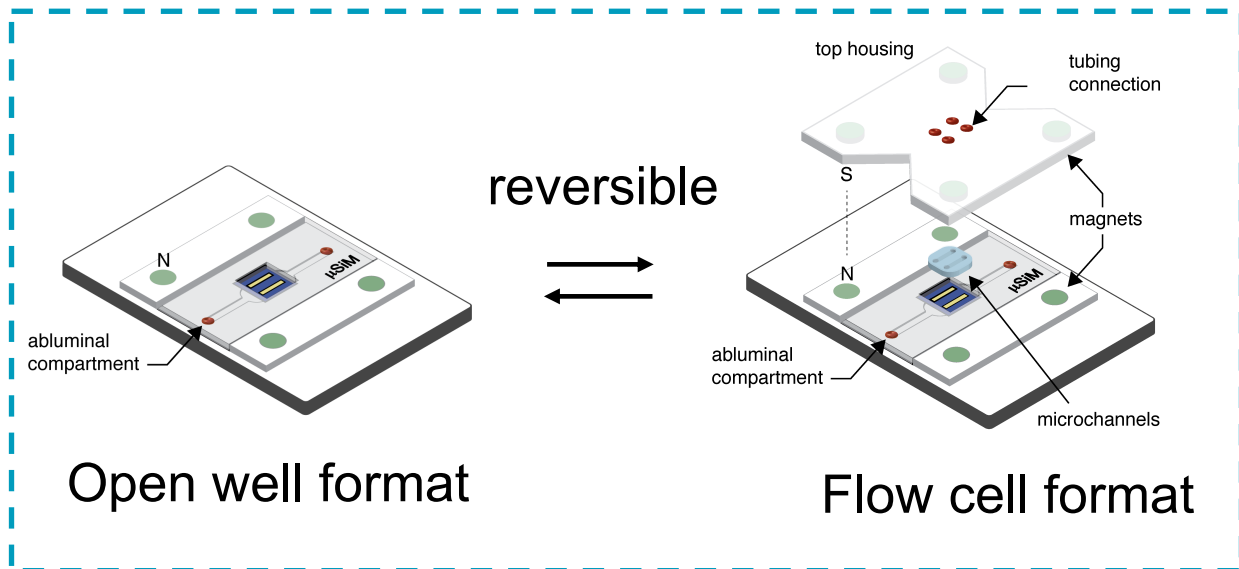 top housing
tubing
connection
S
reversible
magnets
N
N
µSiM
µSiM
abluminal
compartment
abluminal
compartment
microchannels
Open well format
Flow cell format